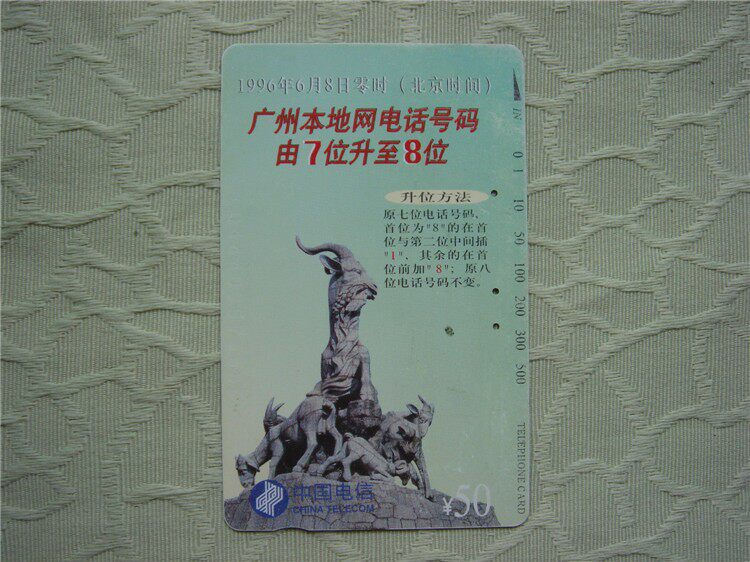 1996年6月8日零时（北京时间）
广州本地网电话号码
由7位升至8位
升位方法
原七位电话号码，
首位为"8"的在首
位与第二位中间插
"1"，其余的在首
位前加"8"；原八
位电话号码不变。
IN 0 1 10 50 100 200 300 500 TELEPHONE CARD
中国电信
CHINA TELECOM
¥50